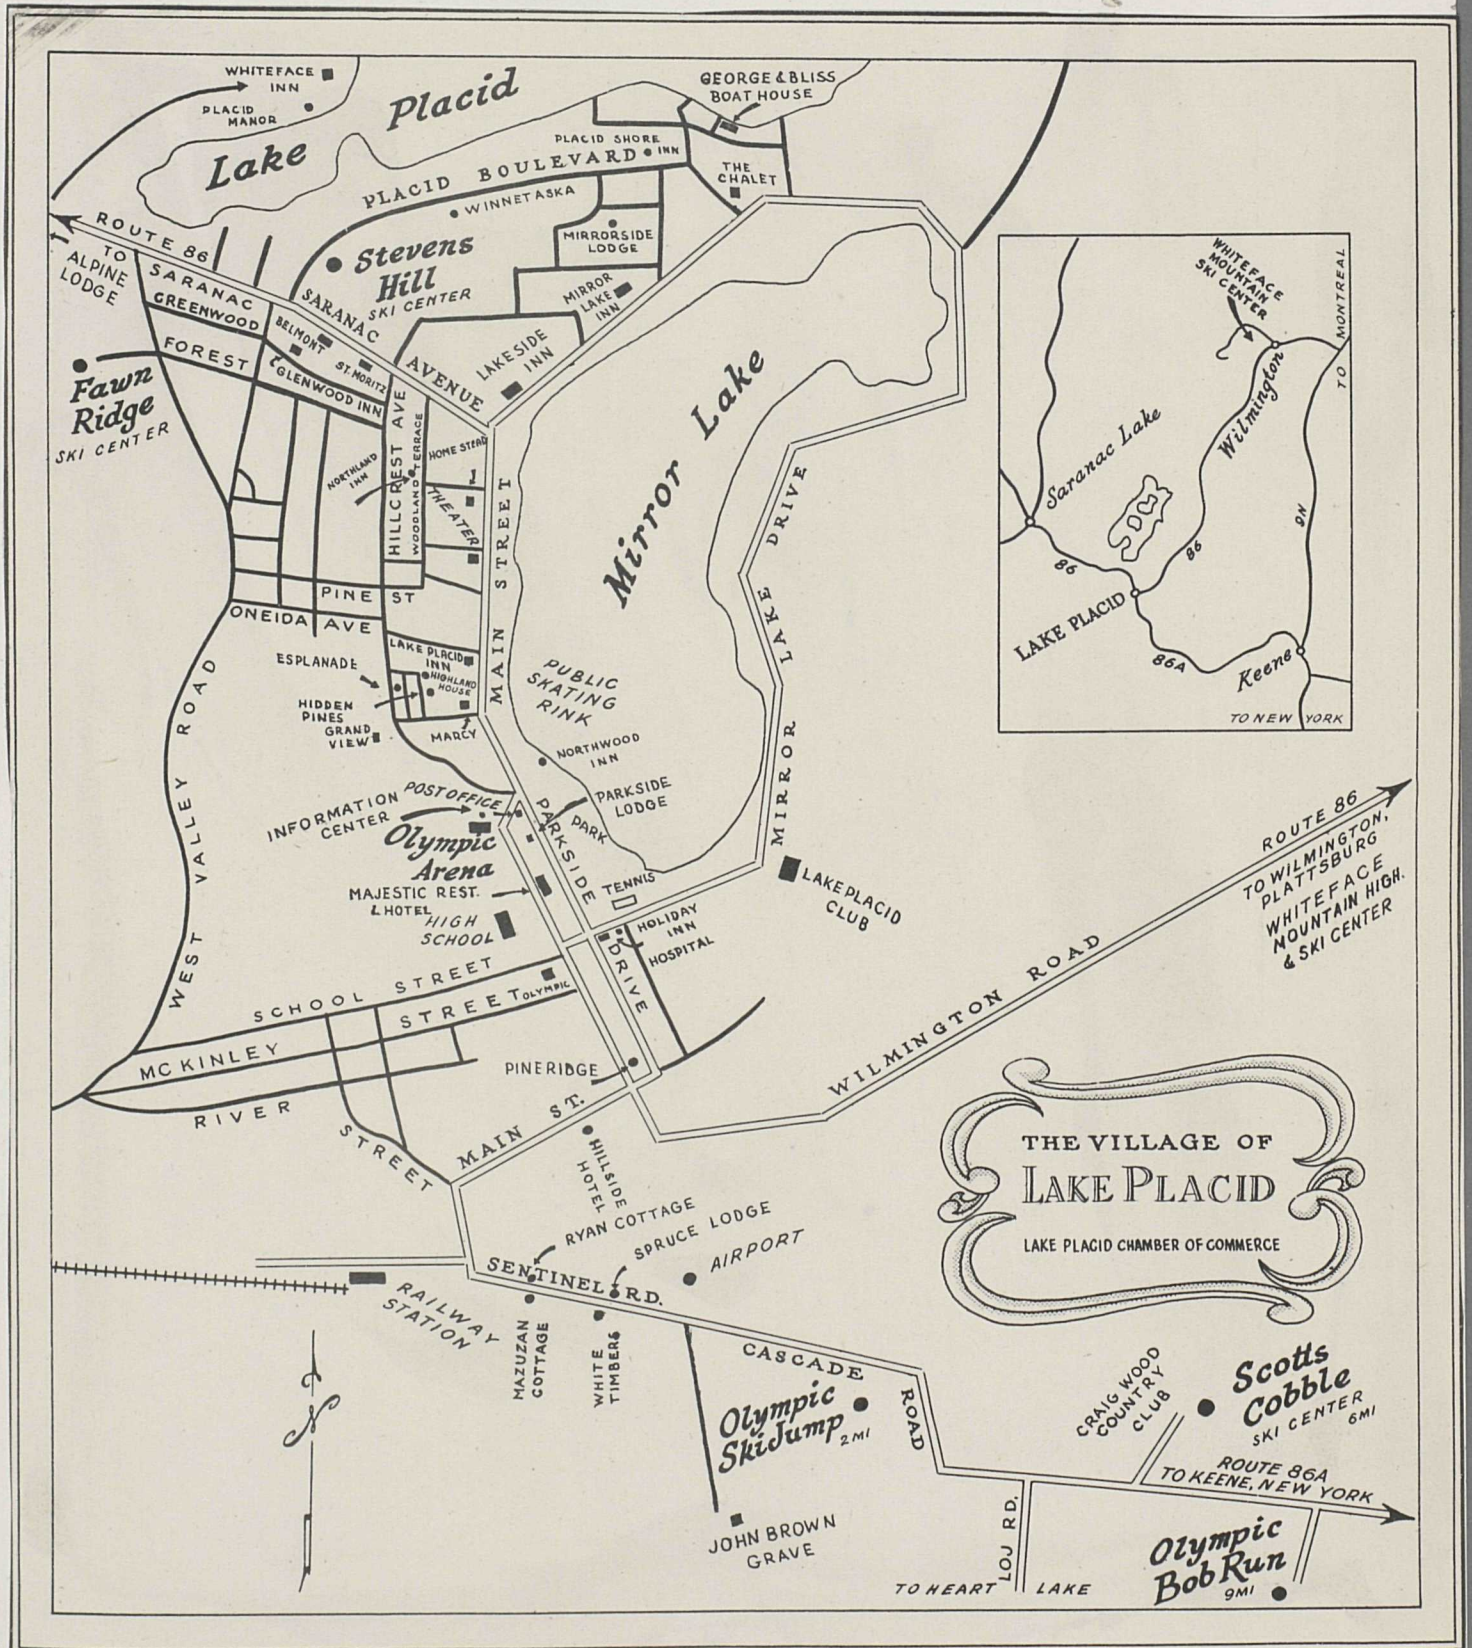 WHITEFACE
INN
PLACID
MANOR
Lake Placid
GEORGE & BLISS
BOAT HOUSE
PLACID SHORE
INN
PLACID BOULEVARD
WINNETASKA
THE
CHALET
ROUTE 86
TO
ALPINE
LODGE
Stevens
Hill
SKI CENTER
MIRRORSIDE
LODGE
MIRROR
LAKE
INN
SARANAC
SARANAC AVENUE
GREENWOOD
BELMONT
ST. MORITZ
FOREST
GLENWOOD INN
LAKESIDE
INN
Fawn
Ridge
SKI CENTER
HILLCREST AVE
WOODLAND TERRACE
HOMESTEAD
NORTHLAND
INN
THEATER
MAIN STREET
Mirror Lake
MIRROR LAKE DRIVE
PINE ST
ONEIDA AVE
LAKE PLACID
INN
HIGHLAND
HOUSE
ESPLANADE
HIDDEN
PINES
GRAND
VIEW
MARCY
WEST VALLEY ROAD
PUBLIC
SKATING
RINK
NORTHWOOD
INN
PARKSIDE
LODGE
PARK
POST OFFICE
INFORMATION
CENTER
Olympic
Arena
MAJESTIC REST.
& HOTEL
HIGH
SCHOOL
PARKSIDE DRIVE
TENNIS
HOLIDAY
INN
HOSPITAL
LAKE PLACID
CLUB
SCHOOL STREET
MCKINLEY STREET
OLYMPIC
RIVER STREET
PINERIDGE
MAIN ST.
HILLSIDE
HOTEL
WILMINGTON ROAD
ROUTE 86
TO WILMINGTON,
PLATTSBURG
WHITEFACE
MOUNTAIN HIGH.
& SKI CENTER
WHITEFACE
MOUNTAIN
SKI
CENTER
TO MONTREAL
Wilmington
Saranac Lake
86
86
9N
LAKE PLACID
86A
Keene
TO NEW YORK
THE VILLAGE OF
LAKE PLACID
LAKE PLACID CHAMBER OF COMMERCE
RYAN COTTAGE
SPRUCE LODGE
AIRPORT
SENTINEL RD.
RAILWAY
STATION
MAZUZAN
COTTAGE
WHITE
TIMBERS
N
CASCADE ROAD
Olympic
Ski Jump
2 MI
JOHN BROWN
GRAVE
CRAIG WOOD
COUNTRY
CLUB
Scotts
Cobble
SKI CENTER
6 MI
ROUTE 86A
TO KEENE, NEW YORK
LOJ RD.
TO HEART LAKE
Olympic
Bob Run
9 MI